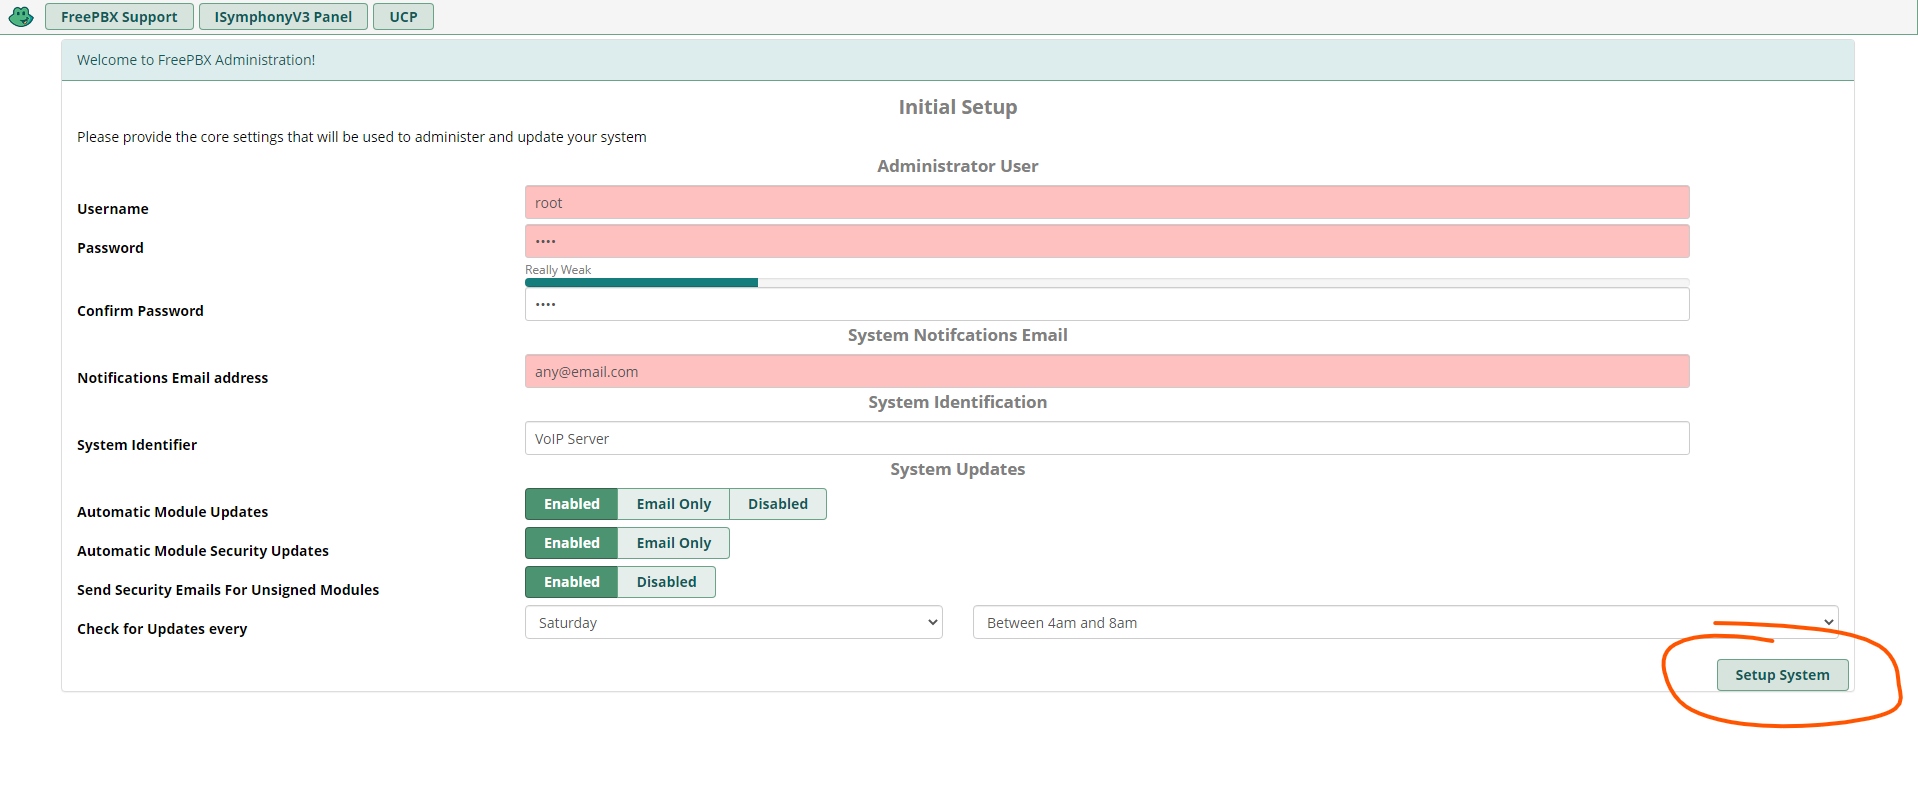 FreePBX Support ISymphonyV3 Panel UCP
Welcome to FreePBX Administration!
Initial Setup
Please provide the core settings that will be used to administer and update your system
Administrator User
Username root
Password ••••
Really Weak
Confirm Password ••••
System Notifcations Email
Notifications Email address any@email.com
System Identification
System Identifier VoIP Server
System Updates
Automatic Module Updates Enabled Email Only Disabled
Automatic Module Security Updates Enabled Email Only
Send Security Emails For Unsigned Modules Enabled Disabled
Check for Updates every Saturday Between 4am and 8am
Setup System